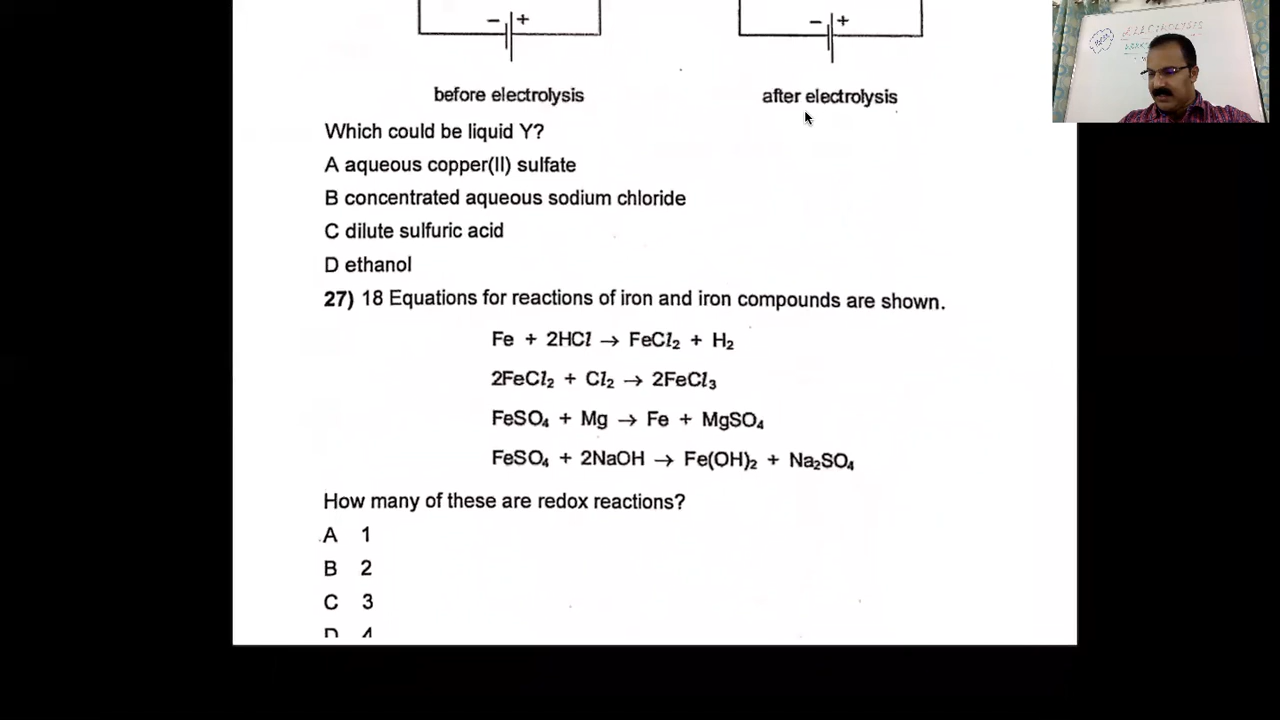 − +
− +
before electrolysis
after electrolysis
Which could be liquid Y?
A aqueous copper(II) sulfate
B concentrated aqueous sodium chloride
C dilute sulfuric acid
D ethanol
27) 18 Equations for reactions of iron and iron compounds are shown.
Fe + 2HCl → FeCl₂ + H₂
2FeCl₂ + Cl₂ → 2FeCl₃
FeSO₄ + Mg → Fe + MgSO₄
FeSO₄ + 2NaOH → Fe(OH)₂ + Na₂SO₄
How many of these are redox reactions?
A 1
B 2
C 3
D 4
ELECTROLYSIS